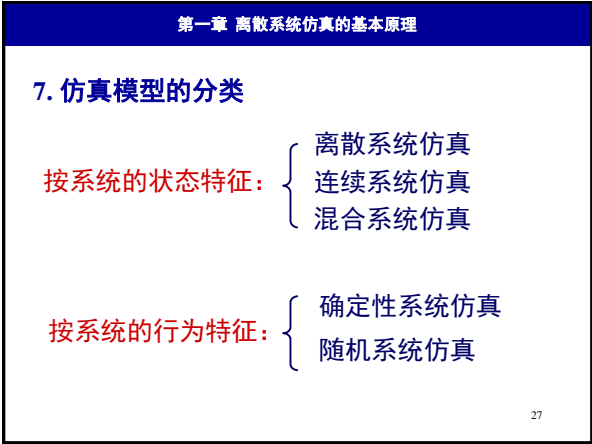 第一章 离散系统仿真的基本原理
7. 仿真模型的分类
按系统的状态特征：
离散系统仿真
连续系统仿真
混合系统仿真
按系统的行为特征：
确定性系统仿真
随机系统仿真
27